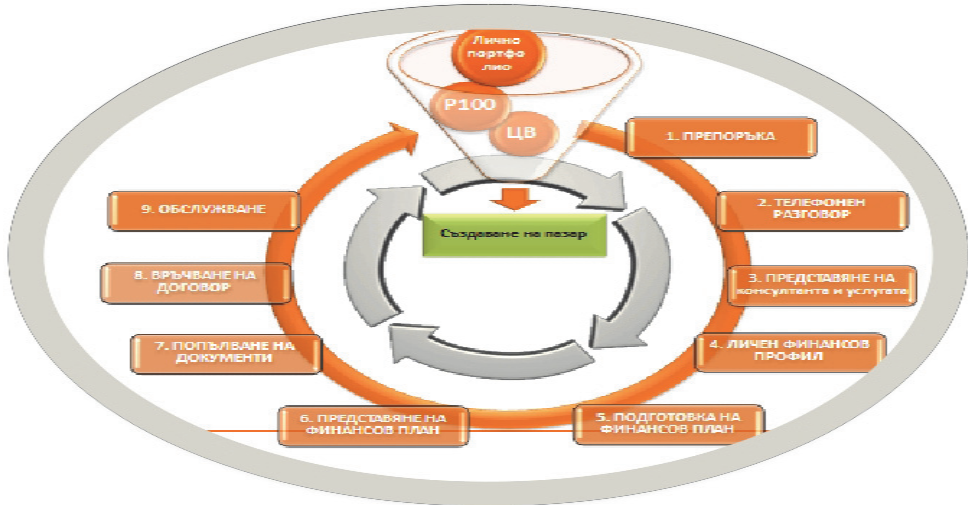 Лично
портфо
лио
Р100
ЦВ
Създаване на пазар
1. ПРЕПОРЪКА
2. ТЕЛЕФОНЕН
РАЗГОВОР
3. ПРЕДСТАВЯНЕ НА
консултанта и услугата
4. ЛИЧЕН ФИНАНСОВ
ПРОФИЛ
5. ПОДГОТОВКА НА
ФИНАНСОВ ПЛАН
6. ПРЕДСТАВЯНЕ НА
ФИНАНСОВ ПЛАН
7. ПОПЪЛВАНЕ НА
ДОКУМЕНТИ
8. ВРЪЧВАНЕ НА
ДОГОВОР
9. ОБСЛУЖВАНЕ